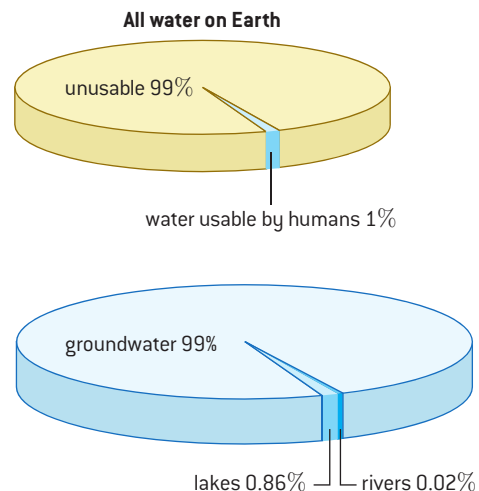 All water on Earth
unusable 99%
water usable by humans 1%
groundwater 99%
lakes 0.86%
rivers 0.02%